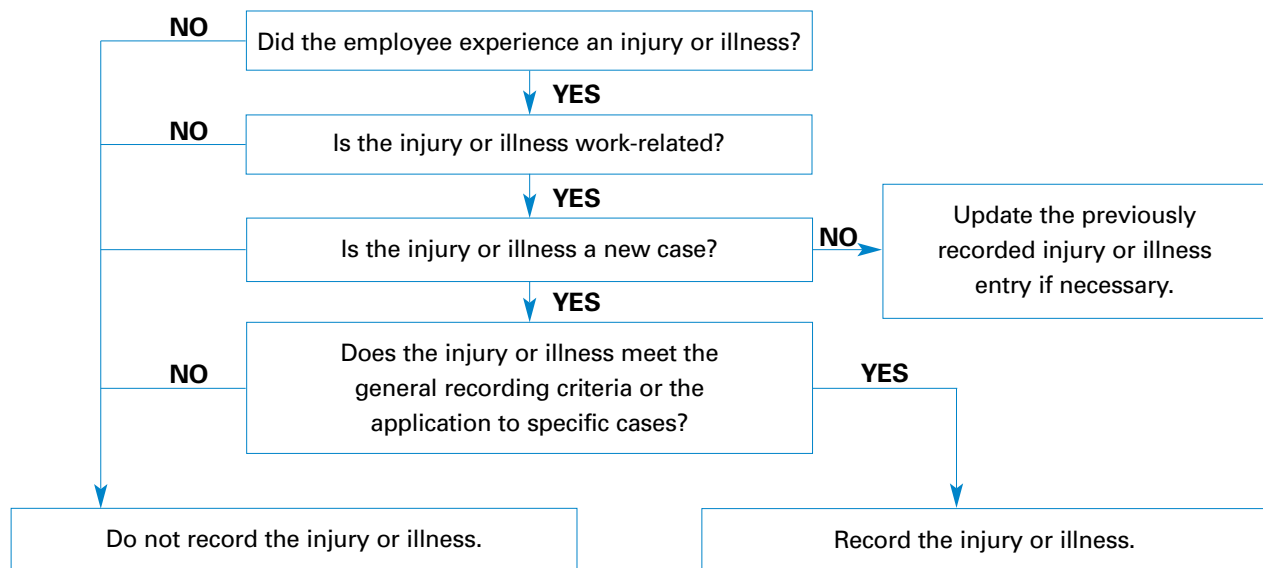 NO
Did the employee experience an injury or illness?
YES
NO
Is the injury or illness work-related?
YES
Is the injury or illness a new case?
NO
Update the previously
recorded injury or illness
entry if necessary.
YES
NO
Does the injury or illness meet the
general recording criteria or the
application to specific cases?
YES
Do not record the injury or illness.
Record the injury or illness.